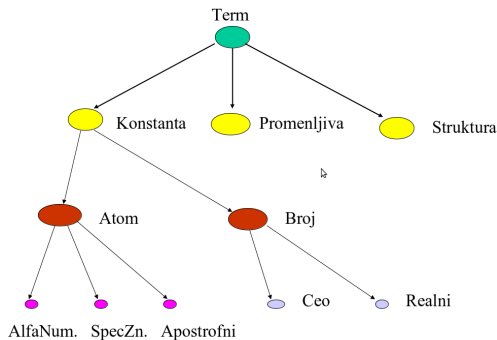 Term
Konstanta
Promenljiva
Struktura
Atom
Broj
Ceo
Realni
AlfaNum.
SpecZn.
Apostrofni